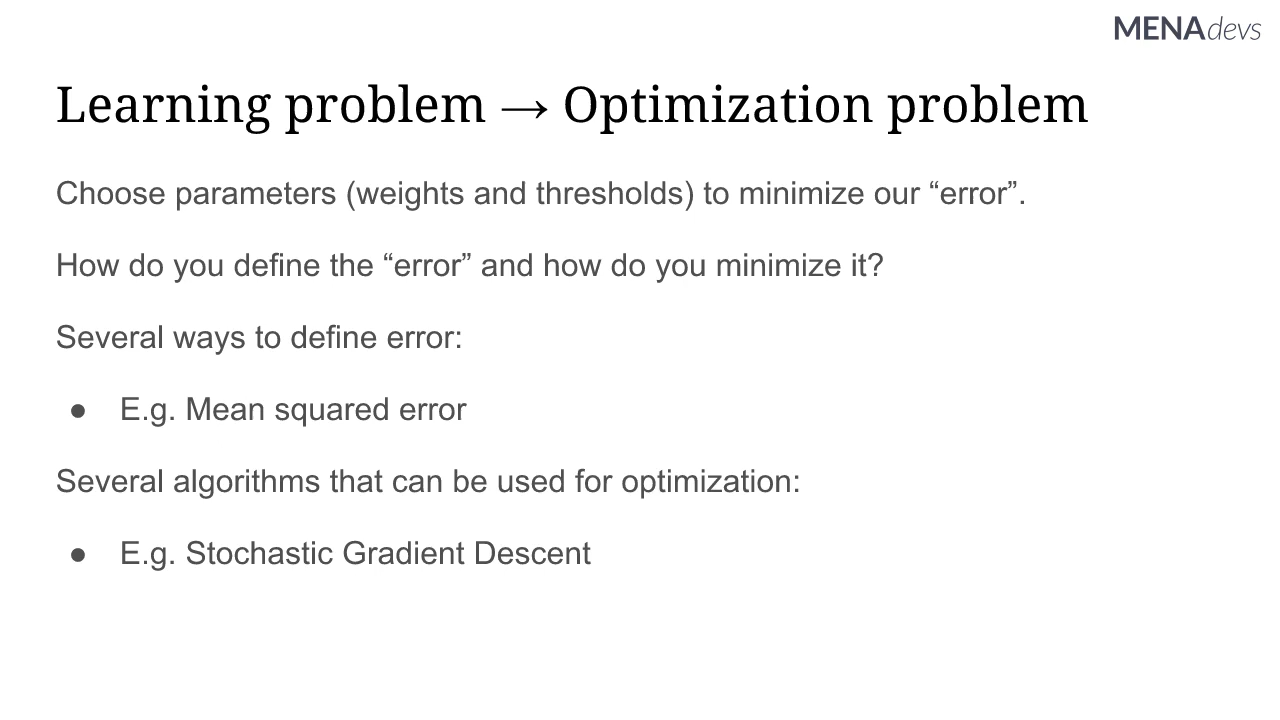 MENAdevs
Learning problem → Optimization problem
Choose parameters (weights and thresholds) to minimize our “error”.
How do you define the “error” and how do you minimize it?
Several ways to define error:
● E.g. Mean squared error
Several algorithms that can be used for optimization:
● E.g. Stochastic Gradient Descent